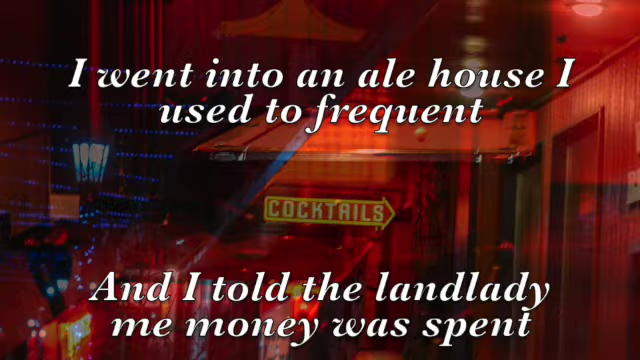 I went into an ale house I
used to frequent
COCKTAILS
And I told the landlady
me money was spent